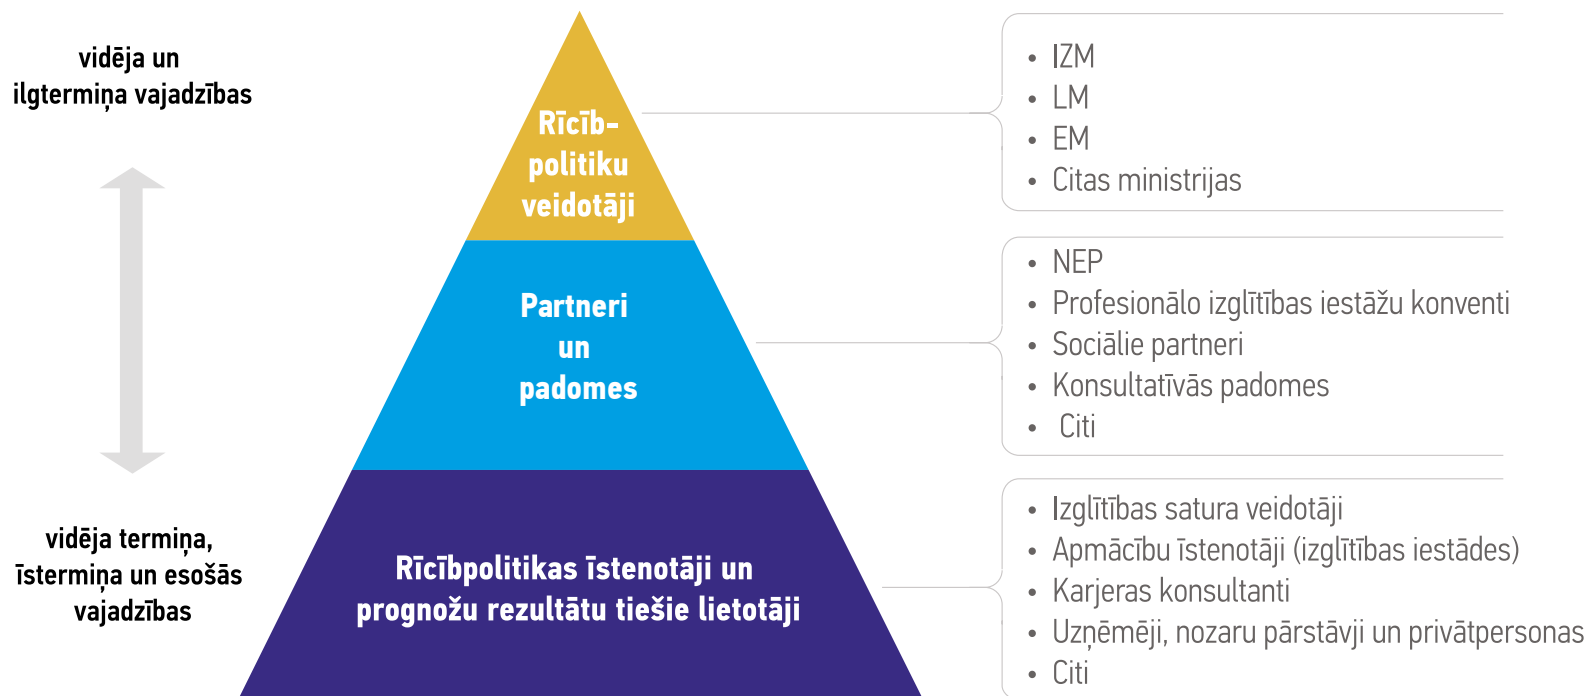 vidēja un
ilgtermiņa vajadzības
vidēja termiņa,
īstermiņa un esošās
vajadzības
Rīcīb-
politiku
veidotāji
Partneri
un
padomes
Rīcībpolitikas īstenotāji un
prognožu rezultātu tiešie lietotāji
• IZM
• LM
• EM
• Citas ministrijas
• NEP
• Profesionālo izglītības iestāžu konventi
• Sociālie partneri
• Konsultatīvās padomes
• Citi
• Izglītības satura veidotāji
• Apmācību īstenotāji (izglītības iestādes)
• Karjeras konsultanti
• Uzņēmēji, nozaru pārstāvji un privātpersonas
• Citi